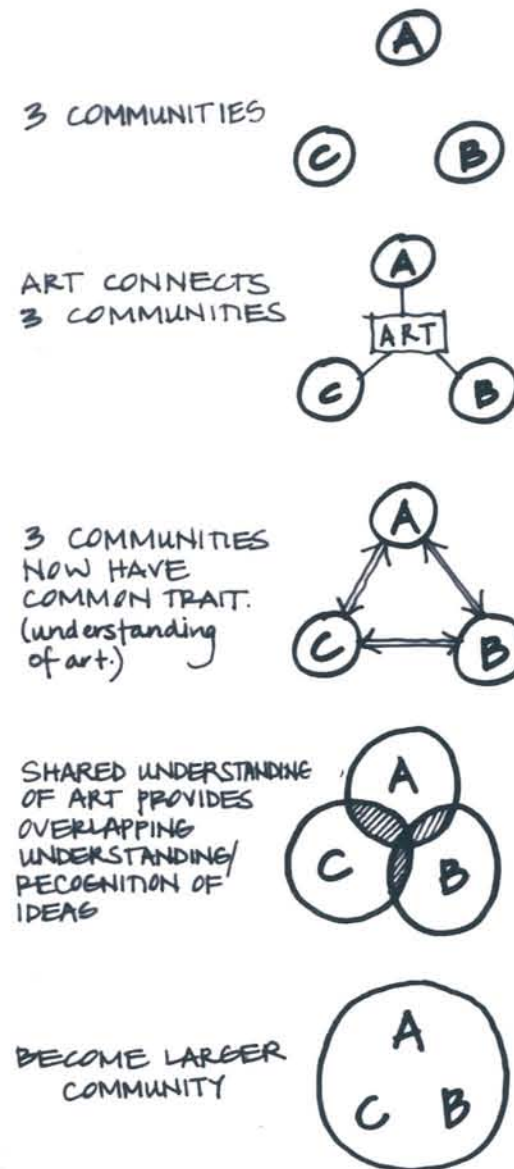 A
3 COMMUNITIES
C
B
ART CONNECTS
3 COMMUNITIES
A
ART
C
B
3 COMMUNITIES
NOW HAVE
COMMON TRAIT.
(understanding
of art.)
A
C
B
SHARED UNDERSTANDING
OF ART PROVIDES
OVERLAPPING
UNDERSTANDING/
RECOGNITION OF
IDEAS
A
C
B
BECOME LARGER
COMMUNITY
A
C B